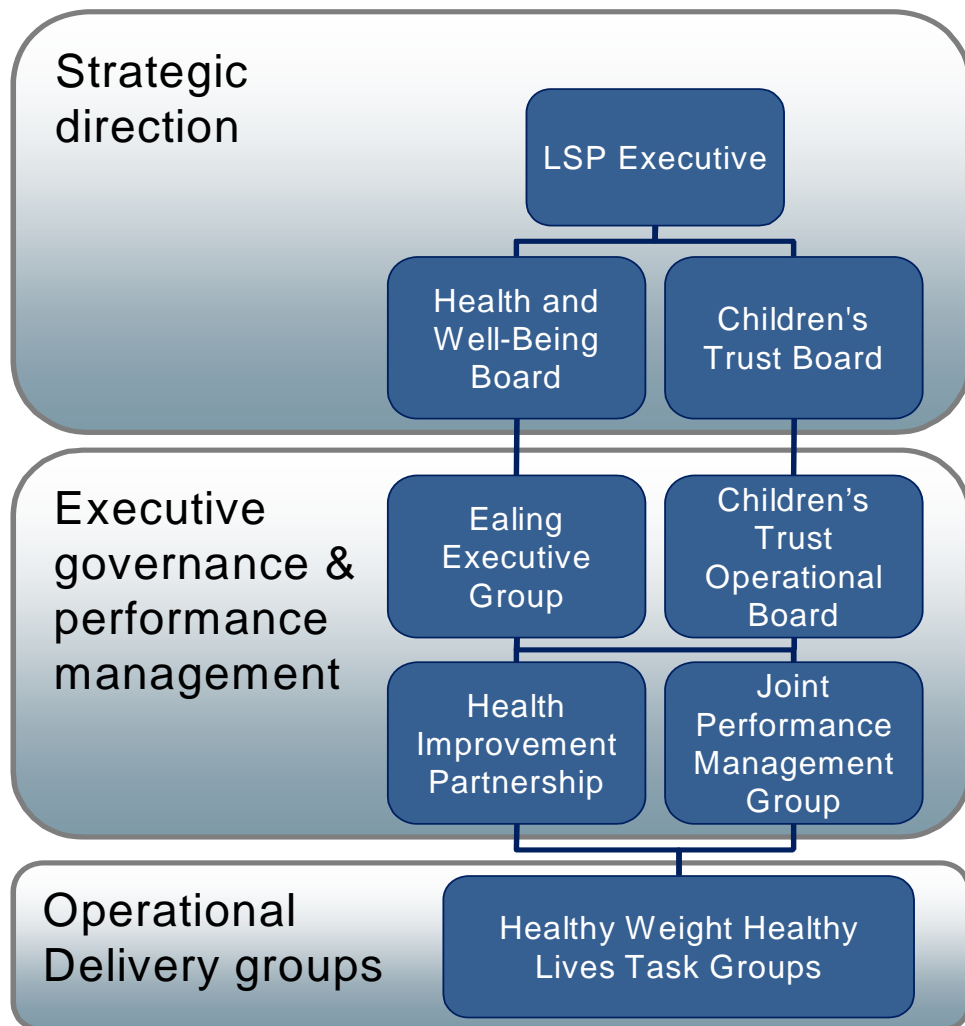 Strategic
direction
LSP Executive
Health and
Well-Being
Board
Children's
Trust Board
Executive
governance &
performance
management
Ealing
Executive
Group
Children’s
Trust
Operational
Board
Health
Improvement
Partnership
Joint
Performance
Management
Group
Operational
Delivery groups
Healthy Weight Healthy
Lives Task Groups